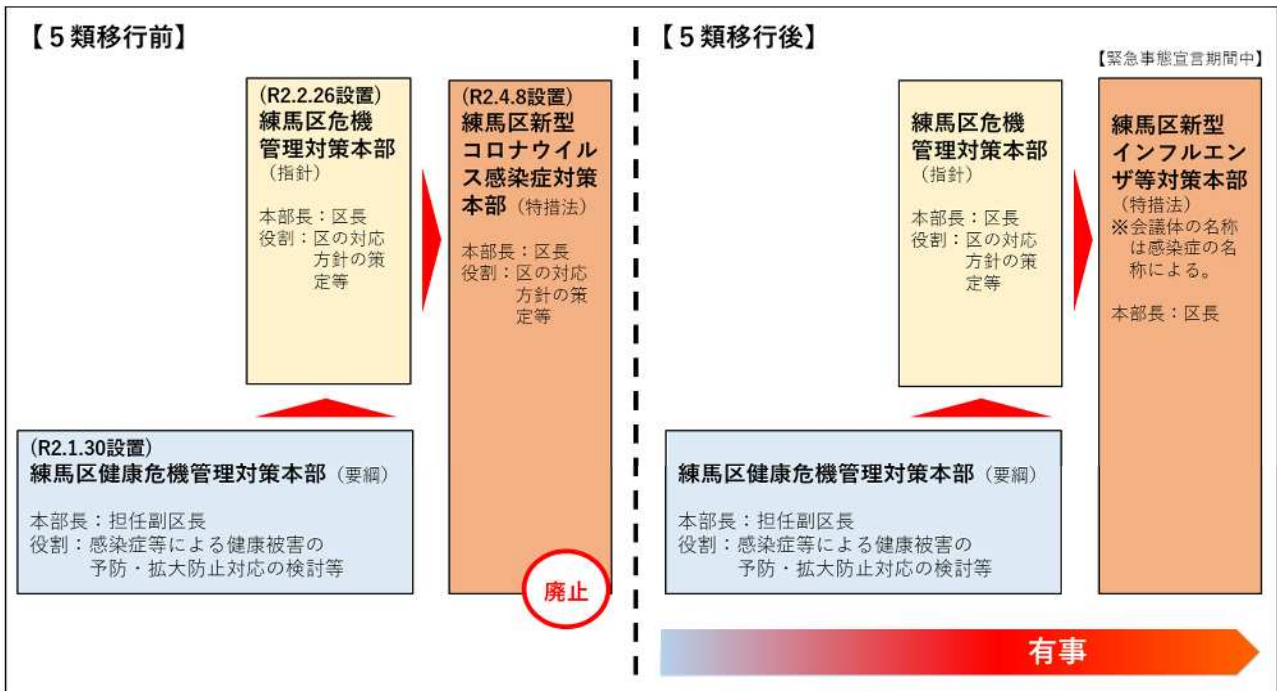 【５類移行前】
(R2.2.26設置)
練馬区危機
管理対策本部
（指針）
本部長：区長
役割：区の対応
方針の策
定等
(R2.4.8設置)
練馬区新型
コロナウイル
ス感染症対策
本部（特措法）
本部長：区長
役割：区の対応
方針の策
定等
(R2.1.30設置)
練馬区健康危機管理対策本部（要綱）
本部長：担任副区長
役割：感染症等による健康被害の
予防・拡大防止対応の検討等
廃止
【５類移行後】
【緊急事態宣言期間中】
練馬区危機
管理対策本部
（指針）
本部長：区長
役割：区の対応
方針の策
定等
練馬区新型
インフルエン
ザ等対策本部
（特措法）
※会議体の名称
は感染症の名
称による。
本部長：区長
練馬区健康危機管理対策本部（要綱）
本部長：担任副区長
役割：感染症等による健康被害の
予防・拡大防止対応の検討等
有事